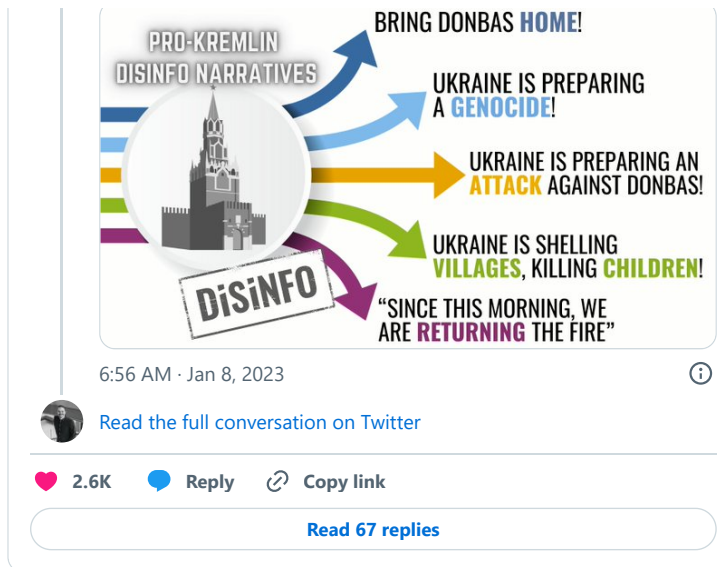 PRO-KREMLIN
DISINFO NARRATIVES
BRING DONBAS HOME!
UKRAINE IS PREPARING
A GENOCIDE!
UKRAINE IS PREPARING AN
ATTACK AGAINST DONBAS!
UKRAINE IS SHELLING
VILLAGES, KILLING CHILDREN!
DiSiNFO
“SINCE THIS MORNING, WE
ARE RETURNING THE FIRE”
6:56 AM · Jan 8, 2023
Read the full conversation on Twitter
2.6K Reply Copy link
Read 67 replies